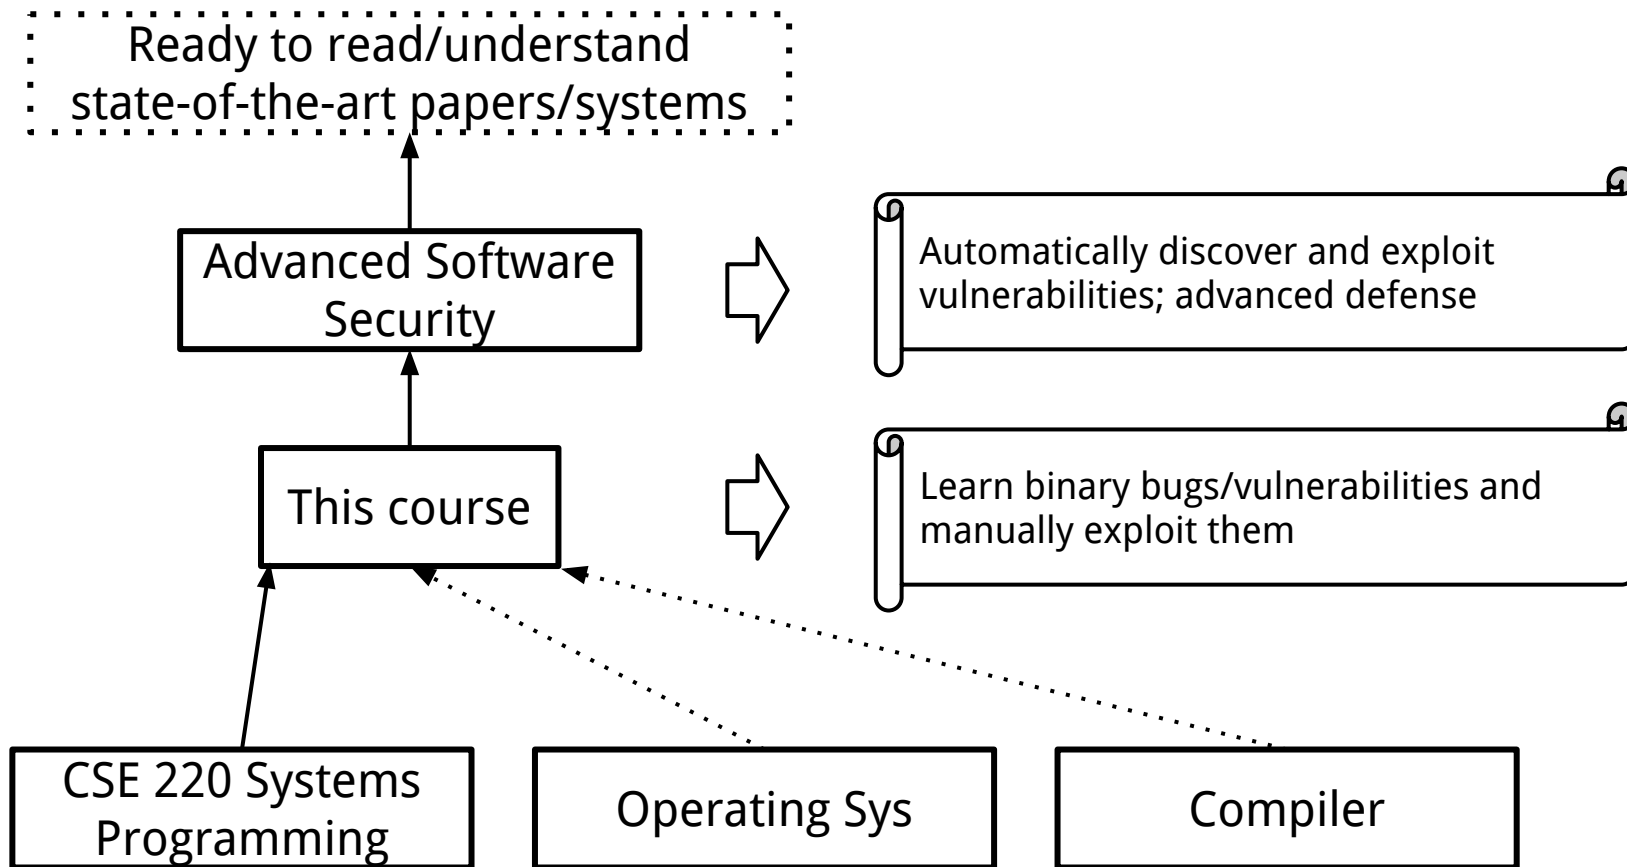 Ready to read/understand
state-of-the-art papers/systems
Advanced Software
Security
Automatically discover and exploit
vulnerabilities; advanced defense
This course
Learn binary bugs/vulnerabilities and
manually exploit them
CSE 220 Systems
Programming
Operating Sys
Compiler